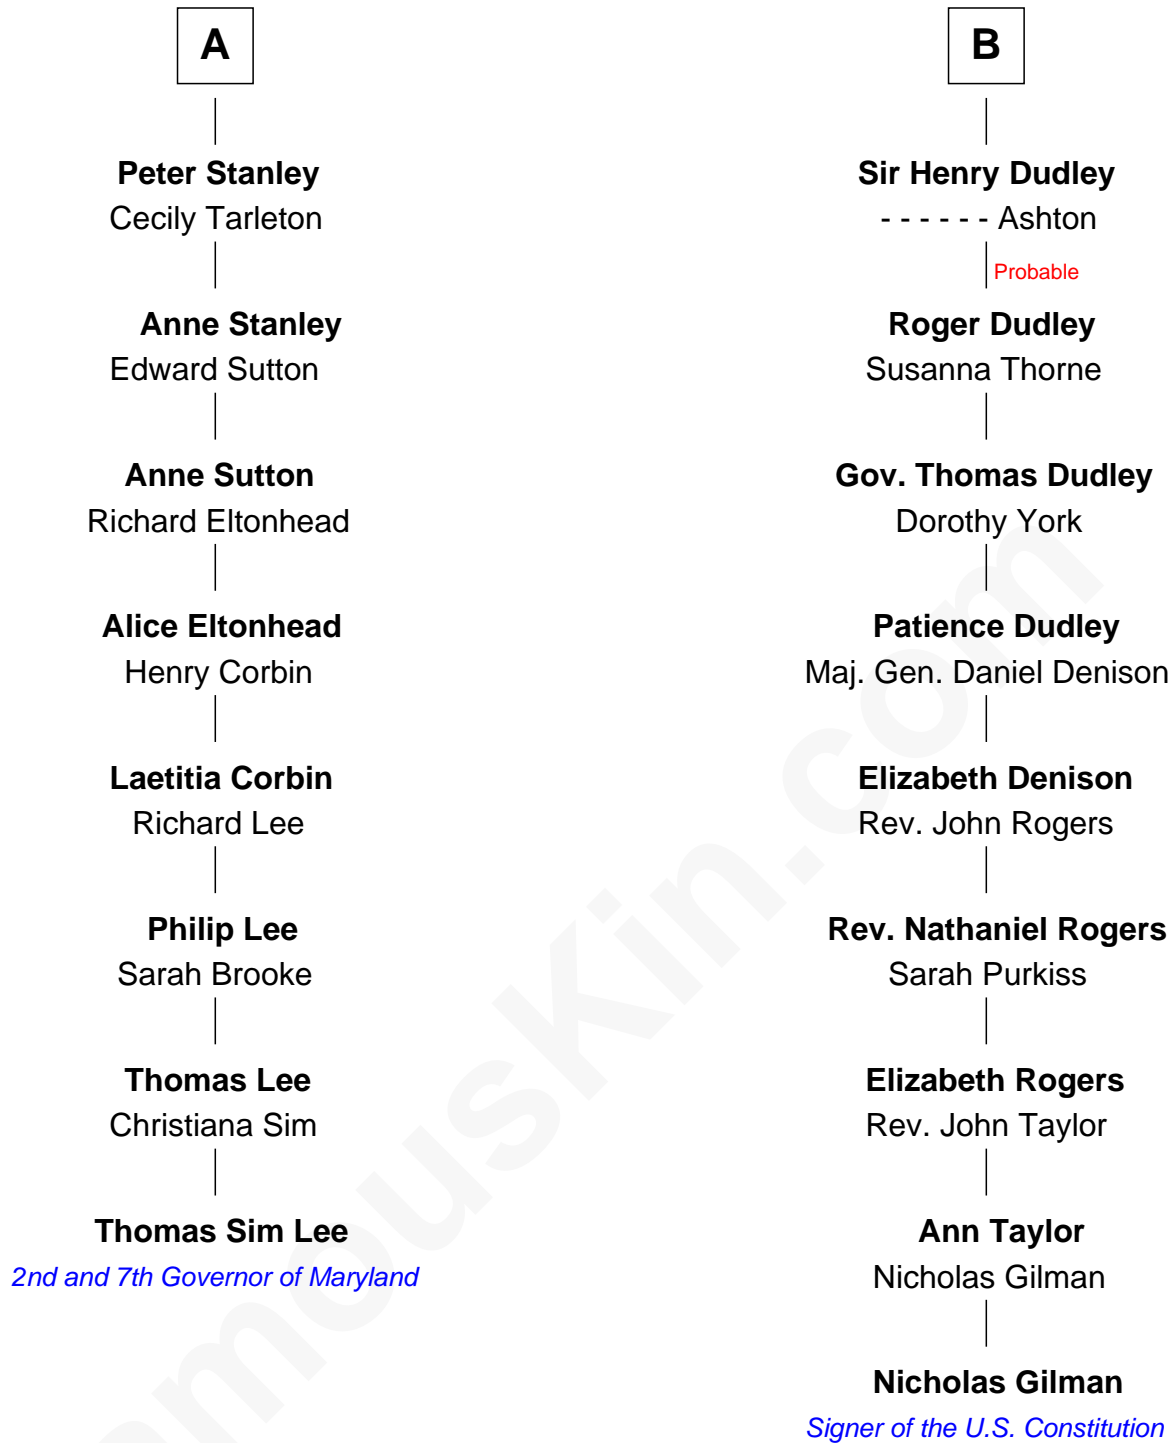 A
Peter Stanley
Cecily Tarleton
Anne Stanley
Edward Sutton
Anne Sutton
Richard Eltonhead
Alice Eltonhead
Henry Corbin
Laetitia Corbin
Richard Lee
Philip Lee
Sarah Brooke
Thomas Lee
Christiana Sim
Thomas Sim Lee
2nd and 7th Governor of Maryland
B
Sir Henry Dudley
- - - - - - Ashton
Probable
Roger Dudley
Susanna Thorne
Gov. Thomas Dudley
Dorothy York
Patience Dudley
Maj. Gen. Daniel Denison
Elizabeth Denison
Rev. John Rogers
Rev. Nathaniel Rogers
Sarah Purkiss
Elizabeth Rogers
Rev. John Taylor
Ann Taylor
Nicholas Gilman
Nicholas Gilman
Signer of the U.S. Constitution
amouskin.com